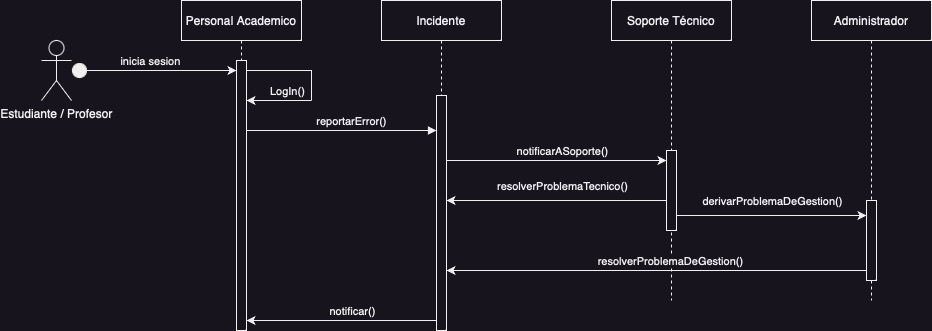 Personal Academico
Incidente
Soporte Técnico
Administrador
inicia sesion
Estudiante / Profesor
LogIn()
reportarError()
notificarASoporte()
resolverProblemaTecnico()
derivarProblemaDeGestion()
resolverProblemaDeGestion()
notificar()